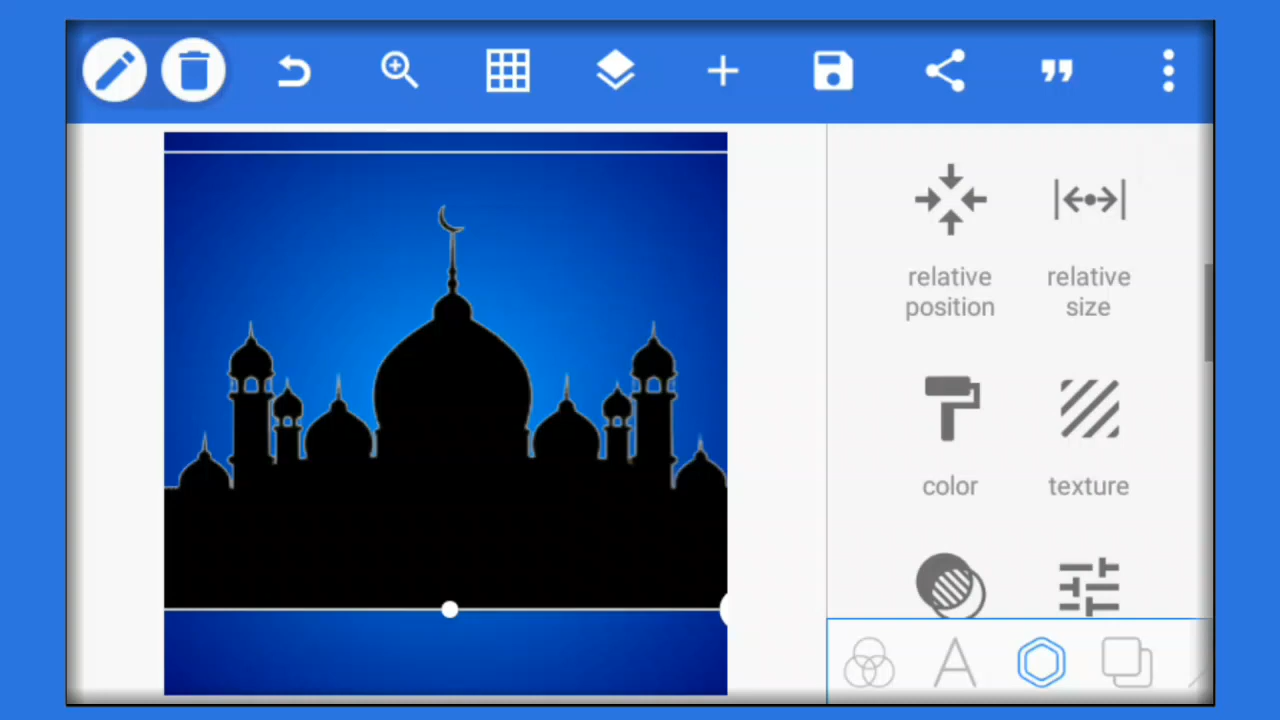 relative
position
relative
size
color
texture